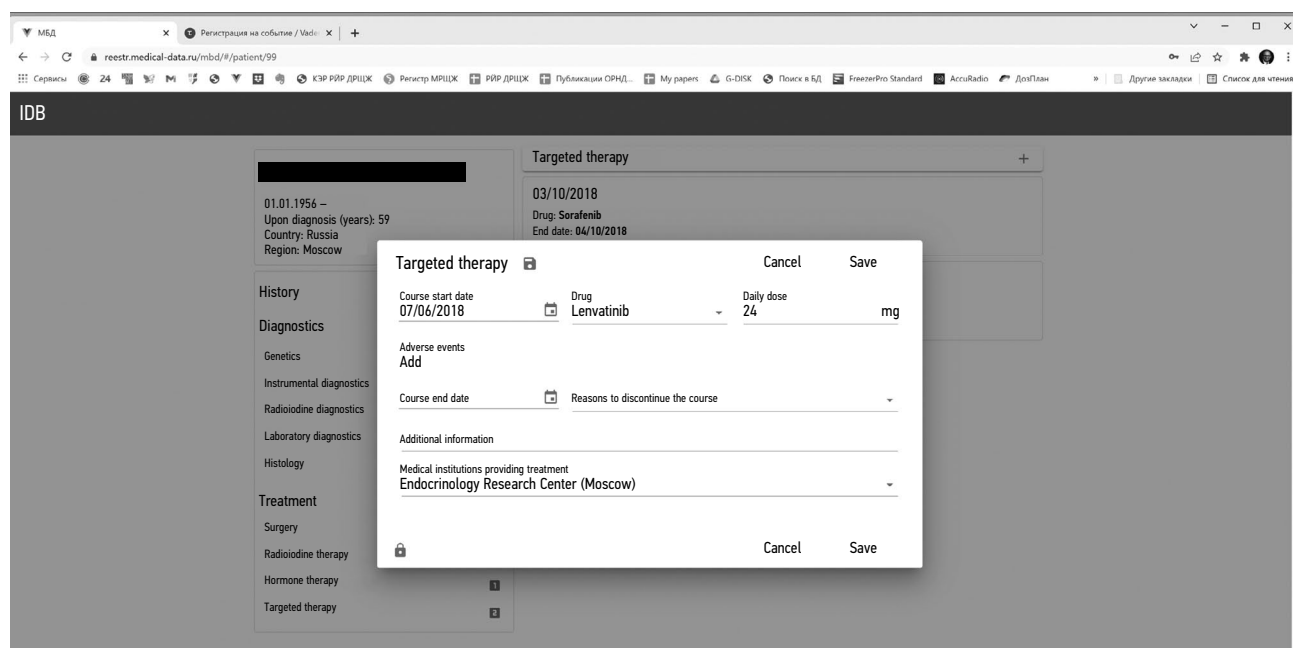 МБД
Регистрация на событие / Vade
reestr.medical-data.ru/mbd/#/patient/99
Сервисы 24 КЭР РЙР ДРЩЖ Регистр МРЩЖ РЙР ДРЩЖ Публикации ОРНД... My papers G-DISK Поиск в БД FreezerPro Standard AccuRadio ДозПлан » Другие закладки Список для чтения
IDB
01.01.1956 –
Upon diagnosis (years): 59
Country: Russia
Region: Moscow
History
Diagnostics
Genetics
Instrumental diagnostics
Radioiodine diagnostics
Laboratory diagnostics
Histology
Treatment
Surgery
Radioiodine therapy
Hormone therapy 1
Targeted therapy 2
Targeted therapy +
03/10/2018
Drug: Sorafenib
End date: 04/10/2018
Targeted therapy Cancel Save
Course start date Drug Daily dose
07/06/2018 Lenvatinib 24 mg
Adverse events
Add
Course end date Reasons to discontinue the course
Additional information
Medical institutions providing treatment
Endocrinology Research Center (Moscow)
Cancel Save